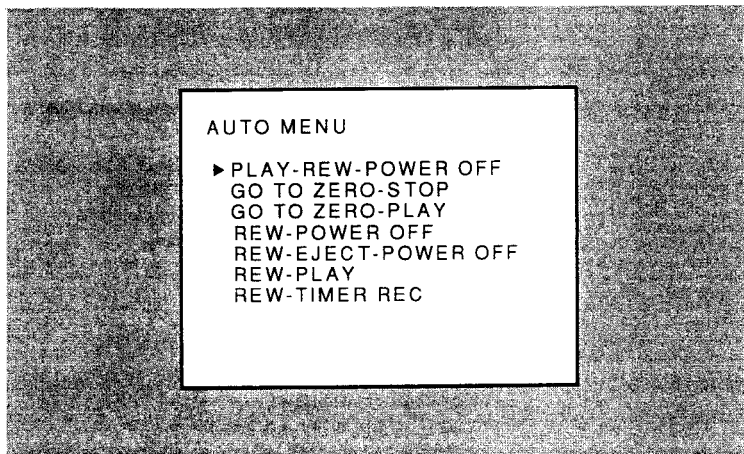 AUTO MENU
▶PLAY-REW-POWER OFF
GO TO ZERO-STOP
GO TO ZERO-PLAY
REW-POWER OFF
REW-EJECT-POWER OFF
REW-PLAY
REW-TIMER REC